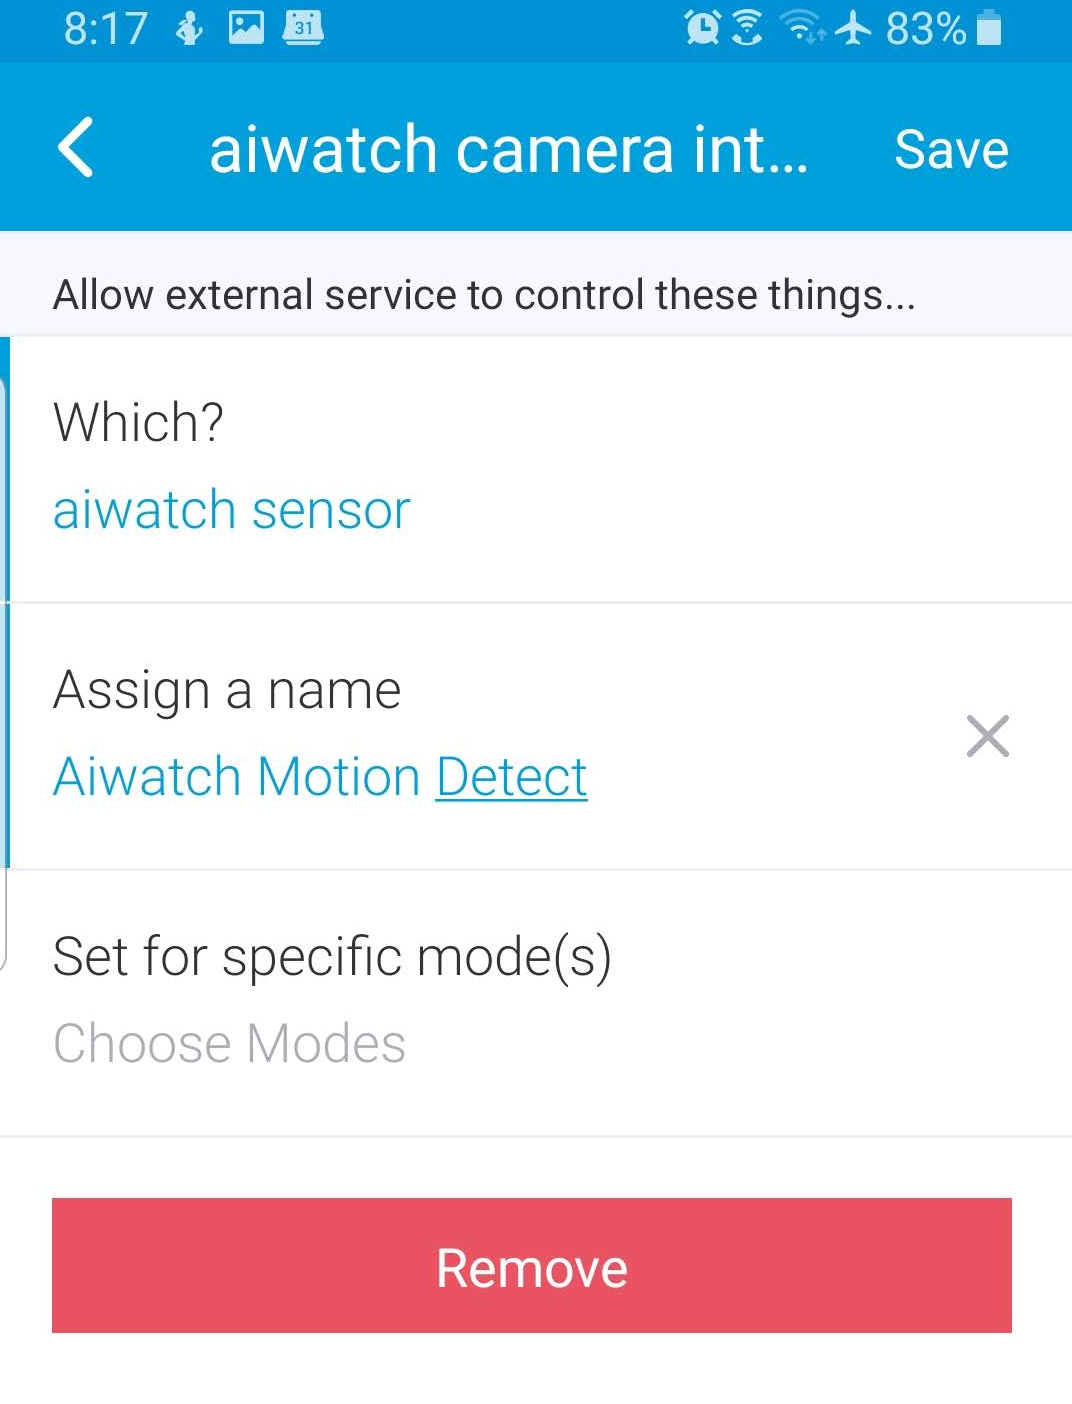 8:17 31 83%
aiwatch camera int... Save
Allow external service to control these things...
Which?
aiwatch sensor
Assign a name
Aiwatch Motion Detect
Set for specific mode(s)
Choose Modes
Remove